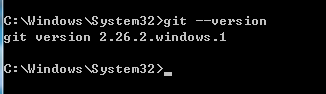 C:\Windows\System32>git --version
git version 2.26.2.windows.1
C:\Windows\System32>_